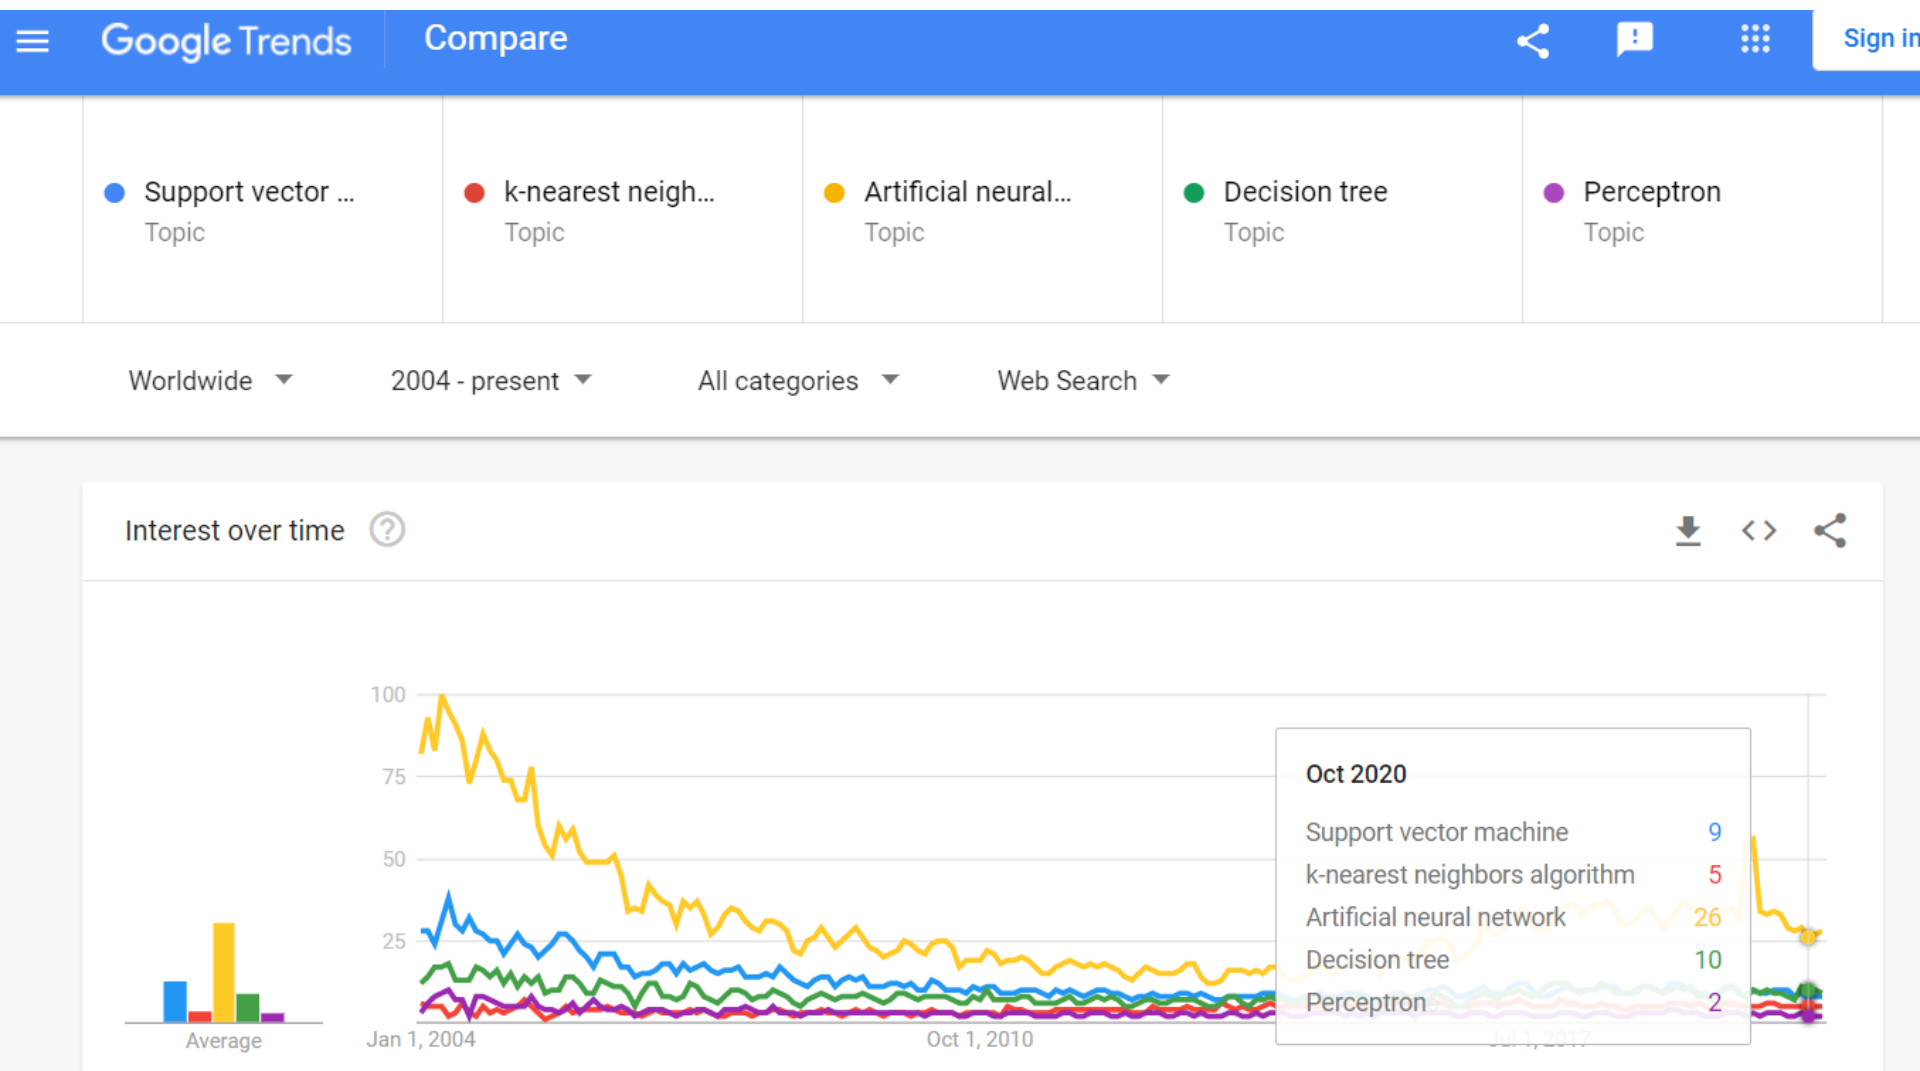 Google Trends Compare Sign in
Support vector ... k-nearest neigh... Artificial neural... Decision tree Perceptron
Topic Topic Topic Topic Topic
Worldwide 2004 - present All categories Web Search
Interest over time ?
100
75
50
25
Average
Jan 1, 2004 Oct 1, 2010 Jul 1, 2017
Oct 2020
Support vector machine 9
k-nearest neighbors algorithm 5
Artificial neural network 26
Decision tree 10
Perceptron 2